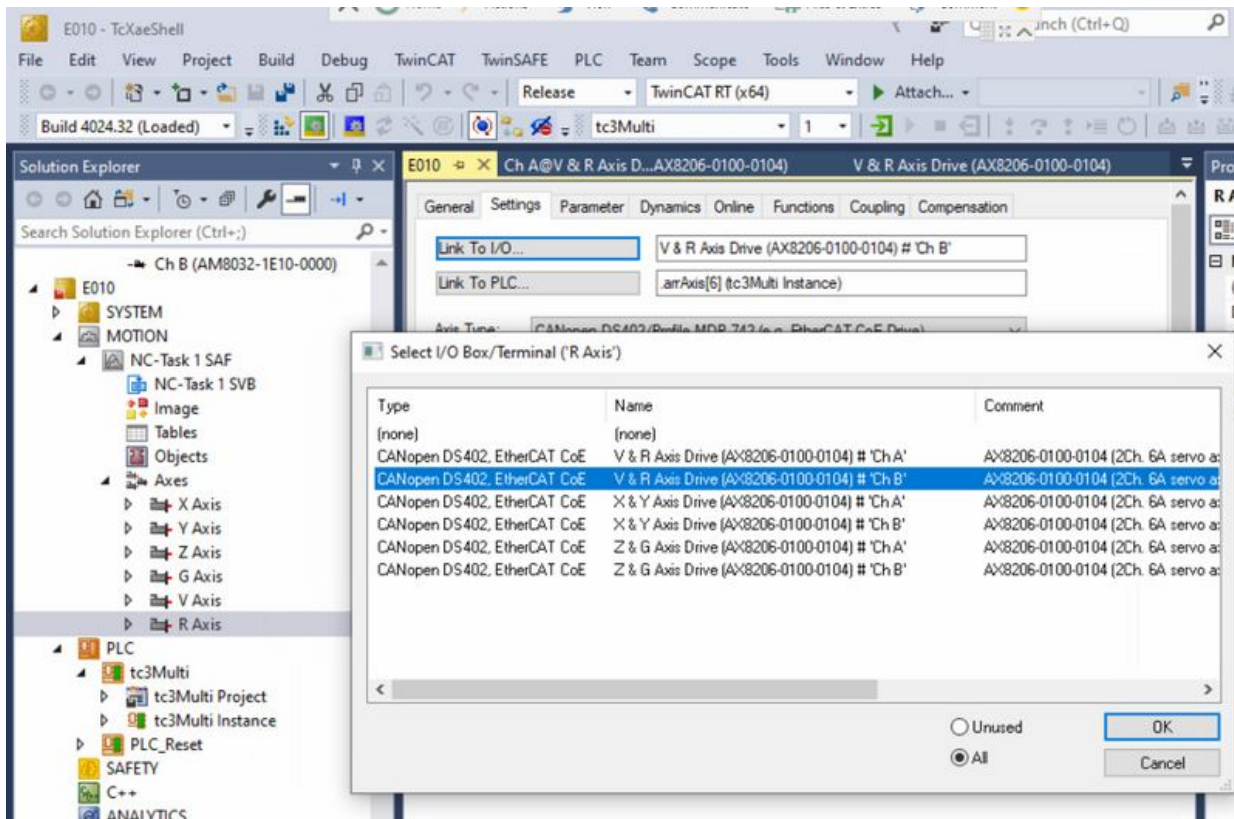 E010 - TcXaeShell
unch (Ctrl+Q)
File Edit View Project Build Debug TwinCAT TwinSAFE PLC Team Scope Tools Window Help
Release TwinCAT RT (x64) Attach...
Build 4024.32 (Loaded) tc3Multi 1
Solution Explorer
E010 Ch A@V & R Axis D...AX8206-0100-0104) V & R Axis Drive (AX8206-0100-0104)
Pro
General Settings Parameter Dynamics Online Functions Coupling Compensation
R A
Search Solution Explorer (Ctrl+;)
Link To I/O... V & R Axis Drive (AX8206-0100-0104) # 'Ch B'
Link To PLC... .arrAxis[6] (tc3Multi Instance)
Axis Type: CANopen DS402/Profile MDP 742 (e.g. EtherCAT CoE Drive)
Ch B (AM8032-1E10-0000)
E010
SYSTEM
MOTION
NC-Task 1 SAF
NC-Task 1 SVB
Image
Tables
Objects
Axes
X Axis
Y Axis
Z Axis
G Axis
V Axis
R Axis
PLC
tc3Multi
tc3Multi Project
tc3Multi Instance
PLC_Reset
SAFETY
C++
ANALYTICS
Select I/O Box/Terminal ('R Axis')
Type Name Comment
(none) (none)
CANopen DS402, EtherCAT CoE V & R Axis Drive (AX8206-0100-0104) # 'Ch A' AX8206-0100-0104 (2Ch. 6A servo a
CANopen DS402, EtherCAT CoE V & R Axis Drive (AX8206-0100-0104) # 'Ch B' AX8206-0100-0104 (2Ch. 6A servo a
CANopen DS402, EtherCAT CoE X & Y Axis Drive (AX8206-0100-0104) # 'Ch A' AX8206-0100-0104 (2Ch. 6A servo a
CANopen DS402, EtherCAT CoE X & Y Axis Drive (AX8206-0100-0104) # 'Ch B' AX8206-0100-0104 (2Ch. 6A servo a
CANopen DS402, EtherCAT CoE Z & G Axis Drive (AX8206-0100-0104) # 'Ch A' AX8206-0100-0104 (2Ch. 6A servo a
CANopen DS402, EtherCAT CoE Z & G Axis Drive (AX8206-0100-0104) # 'Ch B' AX8206-0100-0104 (2Ch. 6A servo a
Unused
OK
All
Cancel